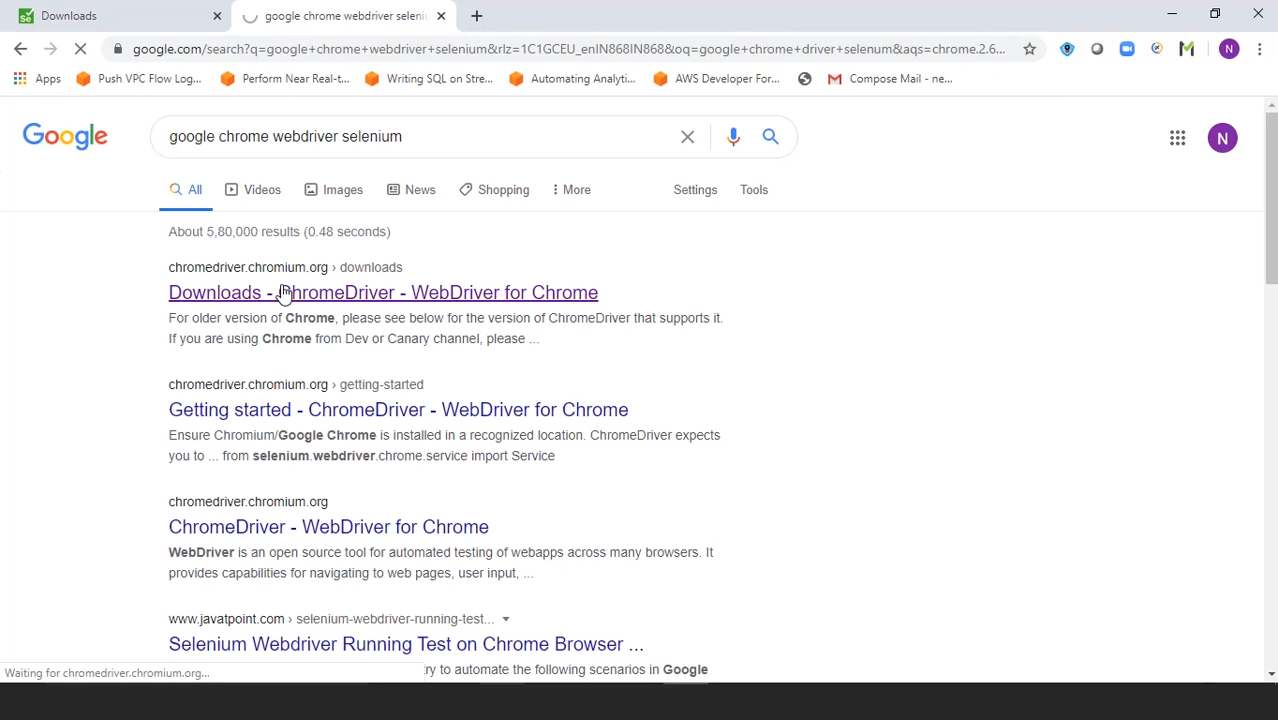 Downloads
google chrome webdriver seleni
google.com/search?q=google+chrome+webdriver+selenium&rlz=1C1GCEU_enIN868IN868&oq=google+chrome+driver+selenum&aqs=chrome.2.6...
N
Apps
Push VPC Flow Log...
Perform Near Real-t...
Writing SQL on Stre...
Automating Analyti...
AWS Developer For...
Compose Mail - ne...
Google
google chrome webdriver selenium
N
All
Videos
Images
News
Shopping
More
Settings
Tools
About 5,80,000 results (0.48 seconds)
chromedriver.chromium.org › downloads
Downloads - ChromeDriver - WebDriver for Chrome
For older version of Chrome, please see below for the version of ChromeDriver that supports it.
If you are using Chrome from Dev or Canary channel, please ...
chromedriver.chromium.org › getting-started
Getting started - ChromeDriver - WebDriver for Chrome
Ensure Chromium/Google Chrome is installed in a recognized location. ChromeDriver expects
you to ... from selenium.webdriver.chrome.service import Service
chromedriver.chromium.org
ChromeDriver - WebDriver for Chrome
WebDriver is an open source tool for automated testing of webapps across many browsers. It
provides capabilities for navigating to web pages, user input, ...
www.javatpoint.com › selenium-webdriver-running-test...
Selenium Webdriver Running Test on Chrome Browser ...
ry to automate the following scenarios in Google
Waiting for chromedriver.chromium.org...